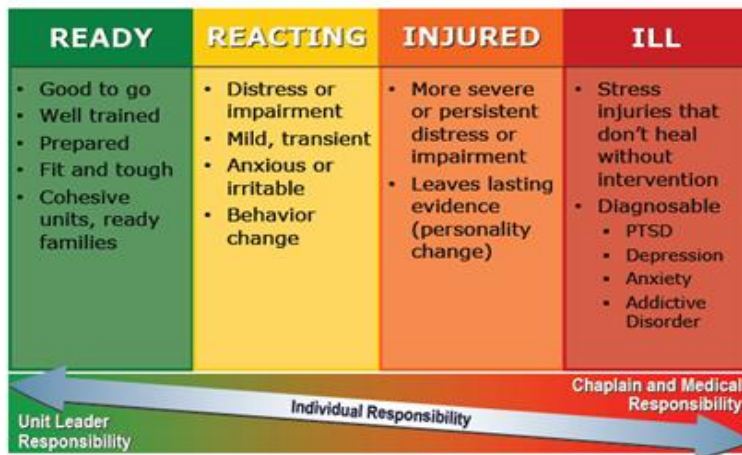 READY
• Good to go
• Well trained
• Prepared
• Fit and tough
• Cohesive
units, ready
families
REACTING
• Distress or
impairment
• Mild, transient
• Anxious or
irritable
• Behavior
change
INJURED
• More severe
or persistent
distress or
impairment
• Leaves lasting
evidence
(personality
change)
ILL
• Stress
injuries that
don't heal
without
intervention
• Diagnosable
▪ PTSD
▪ Depression
▪ Anxiety
▪ Addictive
Disorder
Unit Leader
Responsibility
Individual Responsibility
Chaplain and Medical
Responsibility